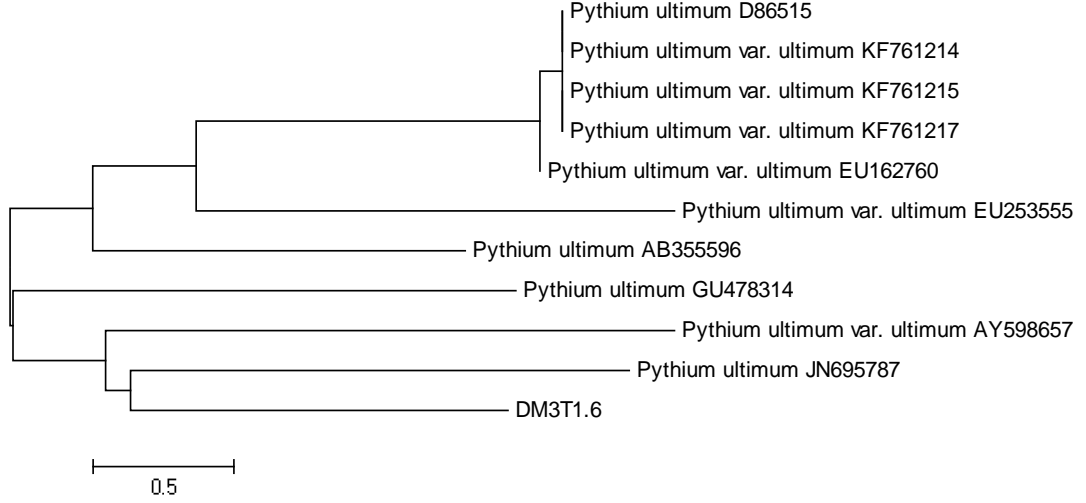 Pythium ultimum D86515
Pythium ultimum var. ultimum KF761214
Pythium ultimum var. ultimum KF761215
Pythium ultimum var. ultimum KF761217
Pythium ultimum var. ultimum EU162760
Pythium ultimum var. ultimum EU253555
Pythium ultimum AB355596
Pythium ultimum GU478314
Pythium ultimum var. ultimum AY598657
Pythium ultimum JN695787
DM3T1.6
0.5